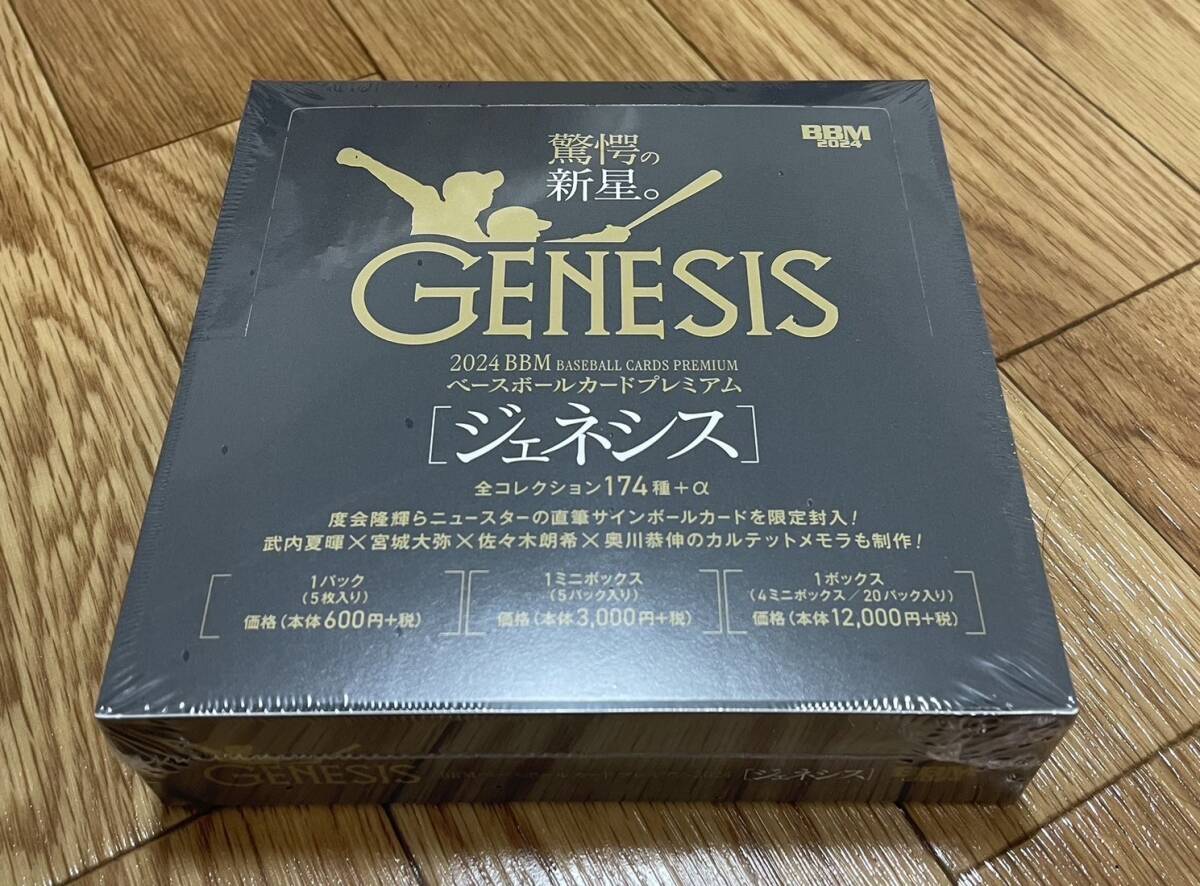 驚愕の
新星。
BBM
2024
GENESIS
2024 BBM BASEBALL CARDS PREMIUM
ベースボールカードプレミアム
[ジェネシス]
全コレクション174種+α
度会隆輝らニュースターの直筆サインボールカードを限定封入!
武内夏暉×宮城大弥×佐々木朗希×奥川恭伸のカルテットメモラも制作!
1パック
(5枚入り)
価格(本体600円+税)
1ミニボックス
(5パック入り)
価格(本体3,000円+税)
1ボックス
(4ミニボックス/20パック入り)
価格(本体12,000円+税)
GENESIS
[ジェネシス]
BBM